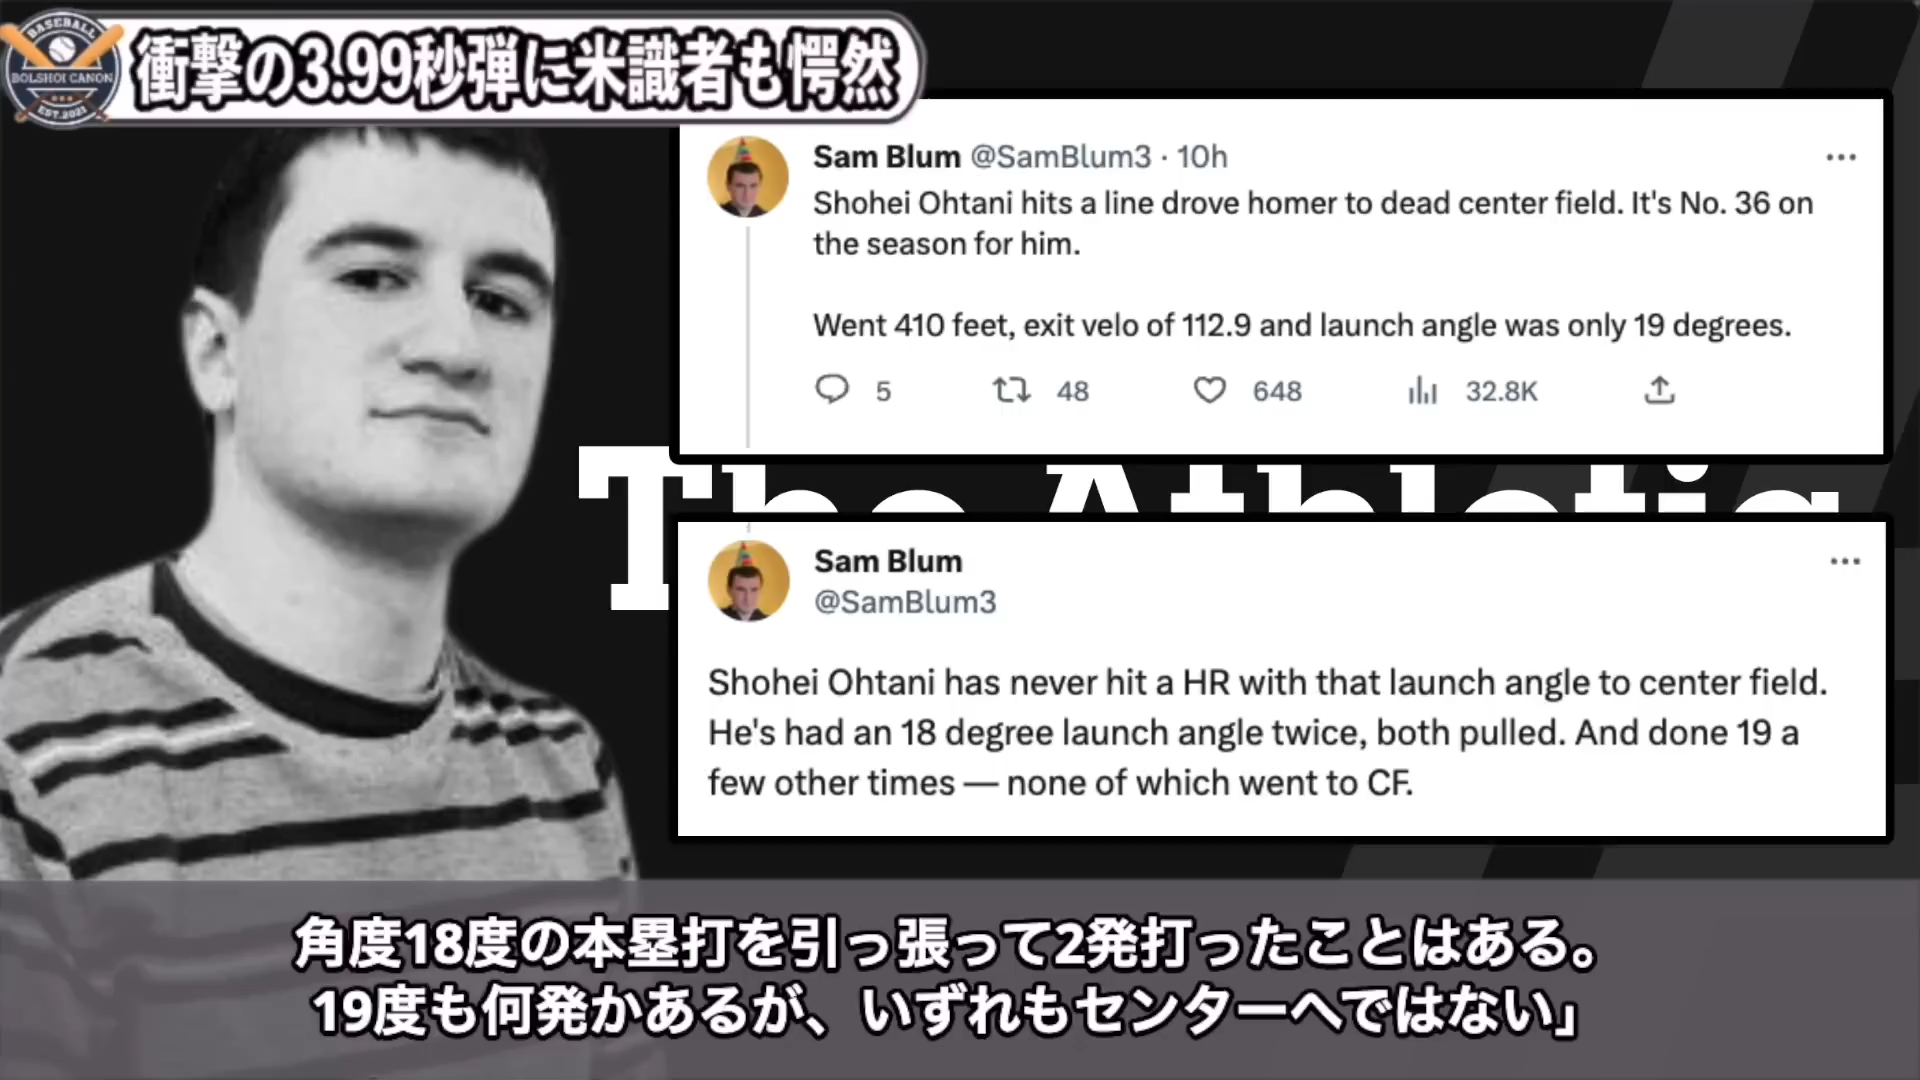 BASEBALL
BOLSHOI CANON
EST.2021
衝撃の3.99秒弾に米識者も愕然
Sam Blum @SamBlum3 · 10h
Shohei Ohtani hits a line drove homer to dead center field. It's No. 36 on
the season for him.
Went 410 feet, exit velo of 112.9 and launch angle was only 19 degrees.
5 48 648 32.8K
The Athletic
Sam Blum
@SamBlum3
Shohei Ohtani has never hit a HR with that launch angle to center field.
He's had an 18 degree launch angle twice, both pulled. And done 19 a
few other times — none of which went to CF.
角度18度の本塁打を引っ張って2発打ったことはある。
19度も何発かあるが、いずれもセンターへではない」